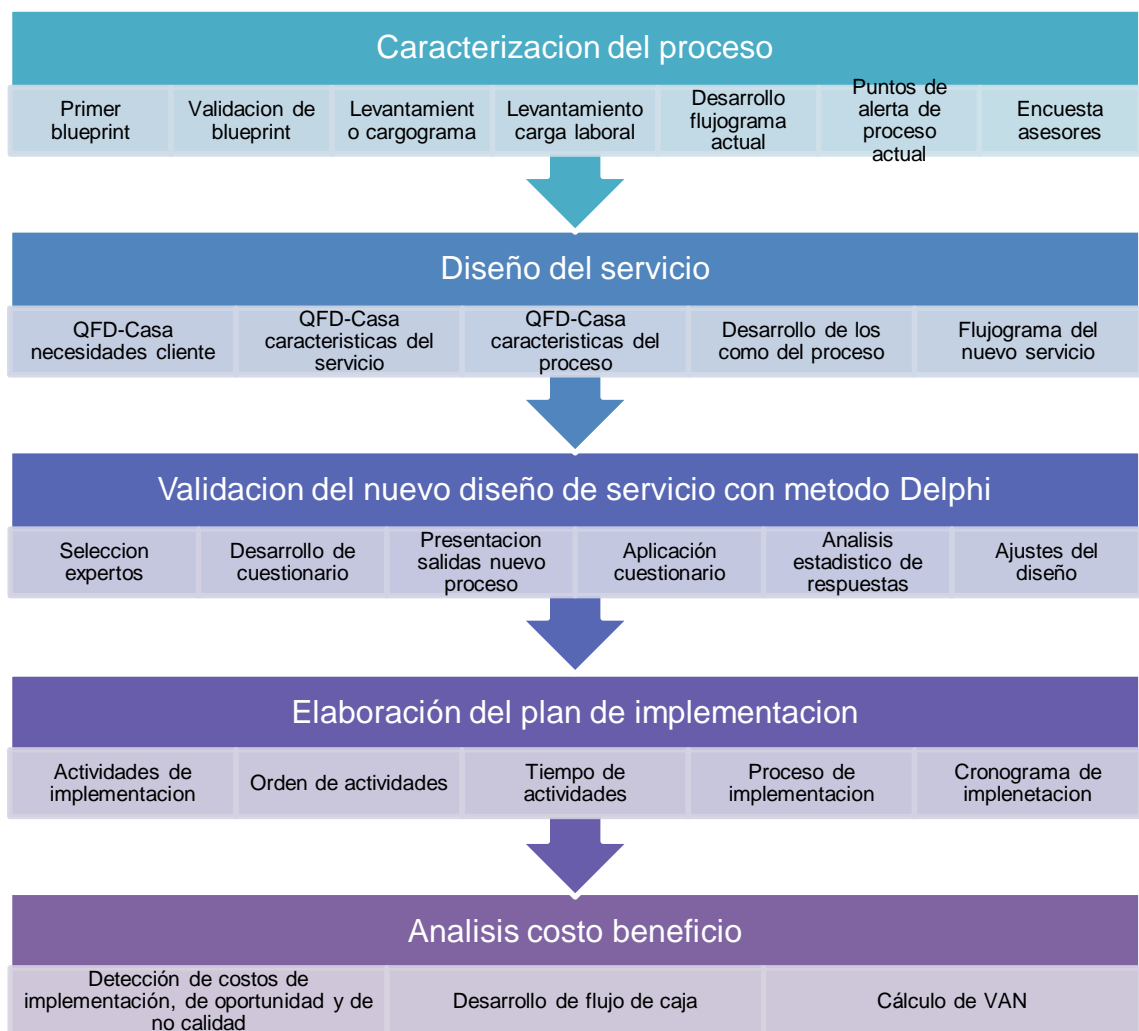 Caracterizacion del proceso
Primer
blueprint
Validacion de
blueprint
Levantamient
o cargograma
Levantamiento
carga laboral
Desarrollo
flujograma
actual
Puntos de
alerta de
proceso
actual
Encuesta
asesores
Diseño del servicio
QFD-Casa
necesidades cliente
QFD-Casa
caracteristicas del
servicio
QFD-Casa
caracteristicas del
proceso
Desarrollo de los
como del proceso
Flujograma del
nuevo servicio
Validacion del nuevo diseño de servicio con metodo Delphi
Seleccion
expertos
Desarrollo de
cuestionario
Presentacion
salidas nuevo
proceso
Aplicación
cuestionario
Analisis
estadistico de
respuestas
Ajustes del
diseño
Elaboración del plan de implementacion
Actividades de
implementacion
Orden de actividades
Tiempo de
actividades
Proceso de
implementacion
Cronograma de
implenetacion
Analisis costo beneficio
Detección de costos de
implementación, de oportunidad y de
no calidad
Desarrollo de flujo de caja
Cálculo de VAN